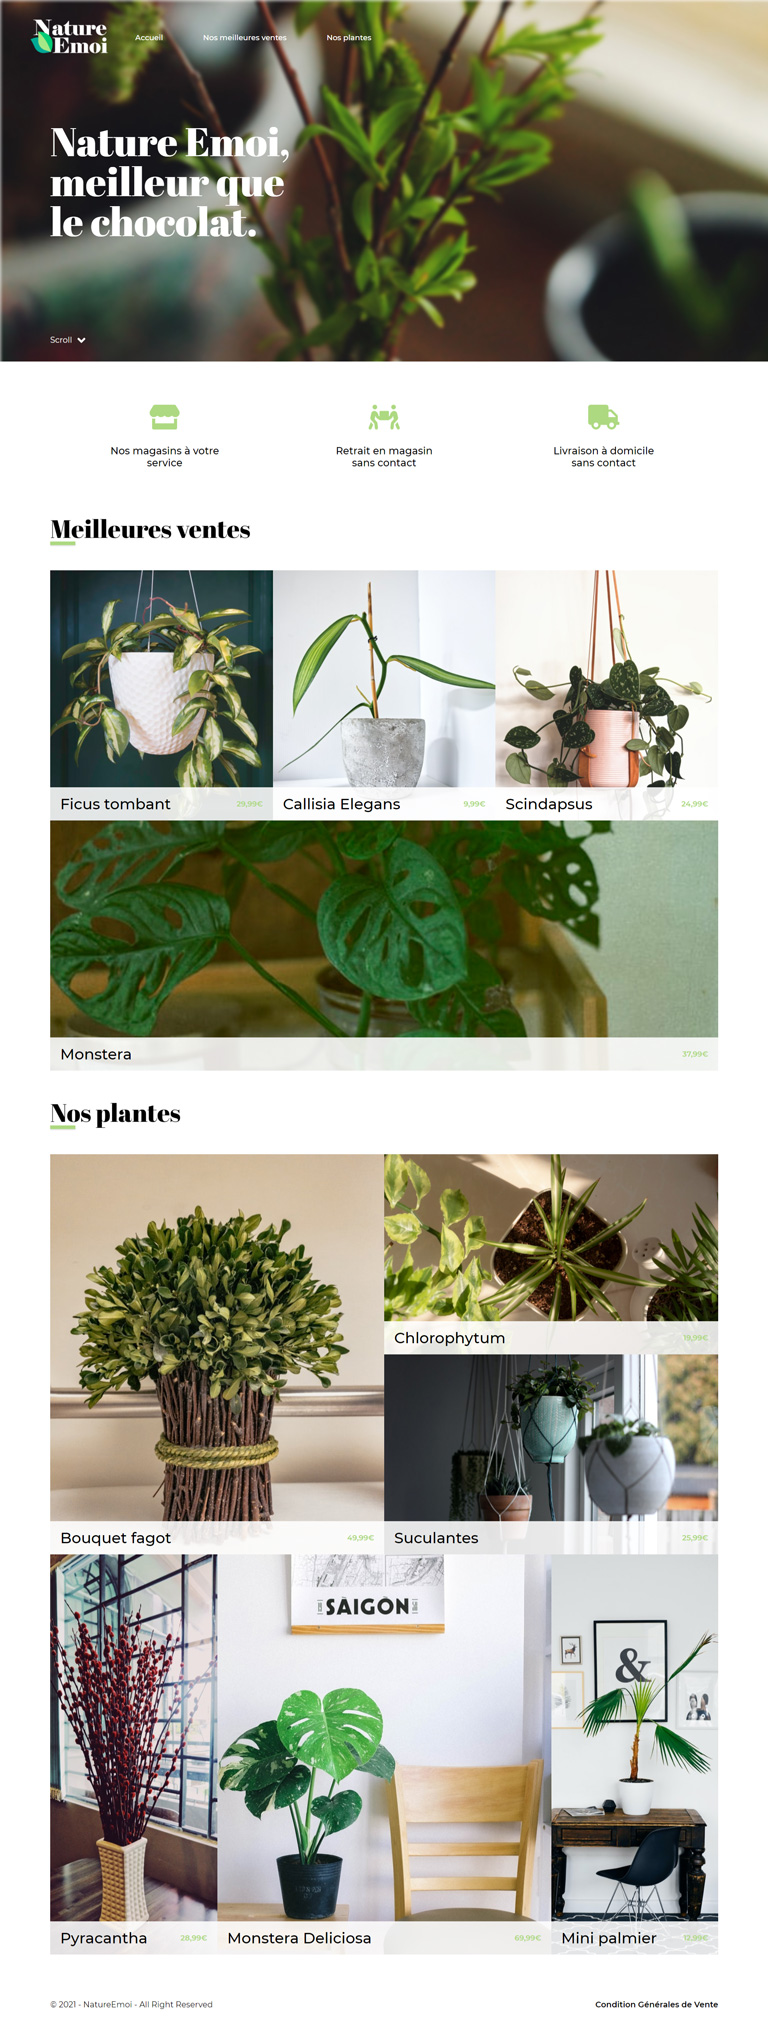 Nature
Emoi
Accueil
Nos meilleures ventes
Nos plantes
Nature Emoi,
meilleur que
le chocolat.
Scroll
Nos magasins à votre
service
Retrait en magasin
sans contact
Livraison à domicile
sans contact
Meilleures ventes
Ficus tombant
29,99€
Callisia Elegans
9,99€
Scindapsus
24,99€
Monstera
37,99€
Nos plantes
Chlorophytum
19,99€
Bouquet fagot
49,99€
Suculantes
25,99€
SAIGON
&
Pyracantha
28,99€
Monstera Deliciosa
69,99€
Mini palmier
12,99€
© 2021 - NatureEmoi - All Right Reserved
Condition Générales de Vente